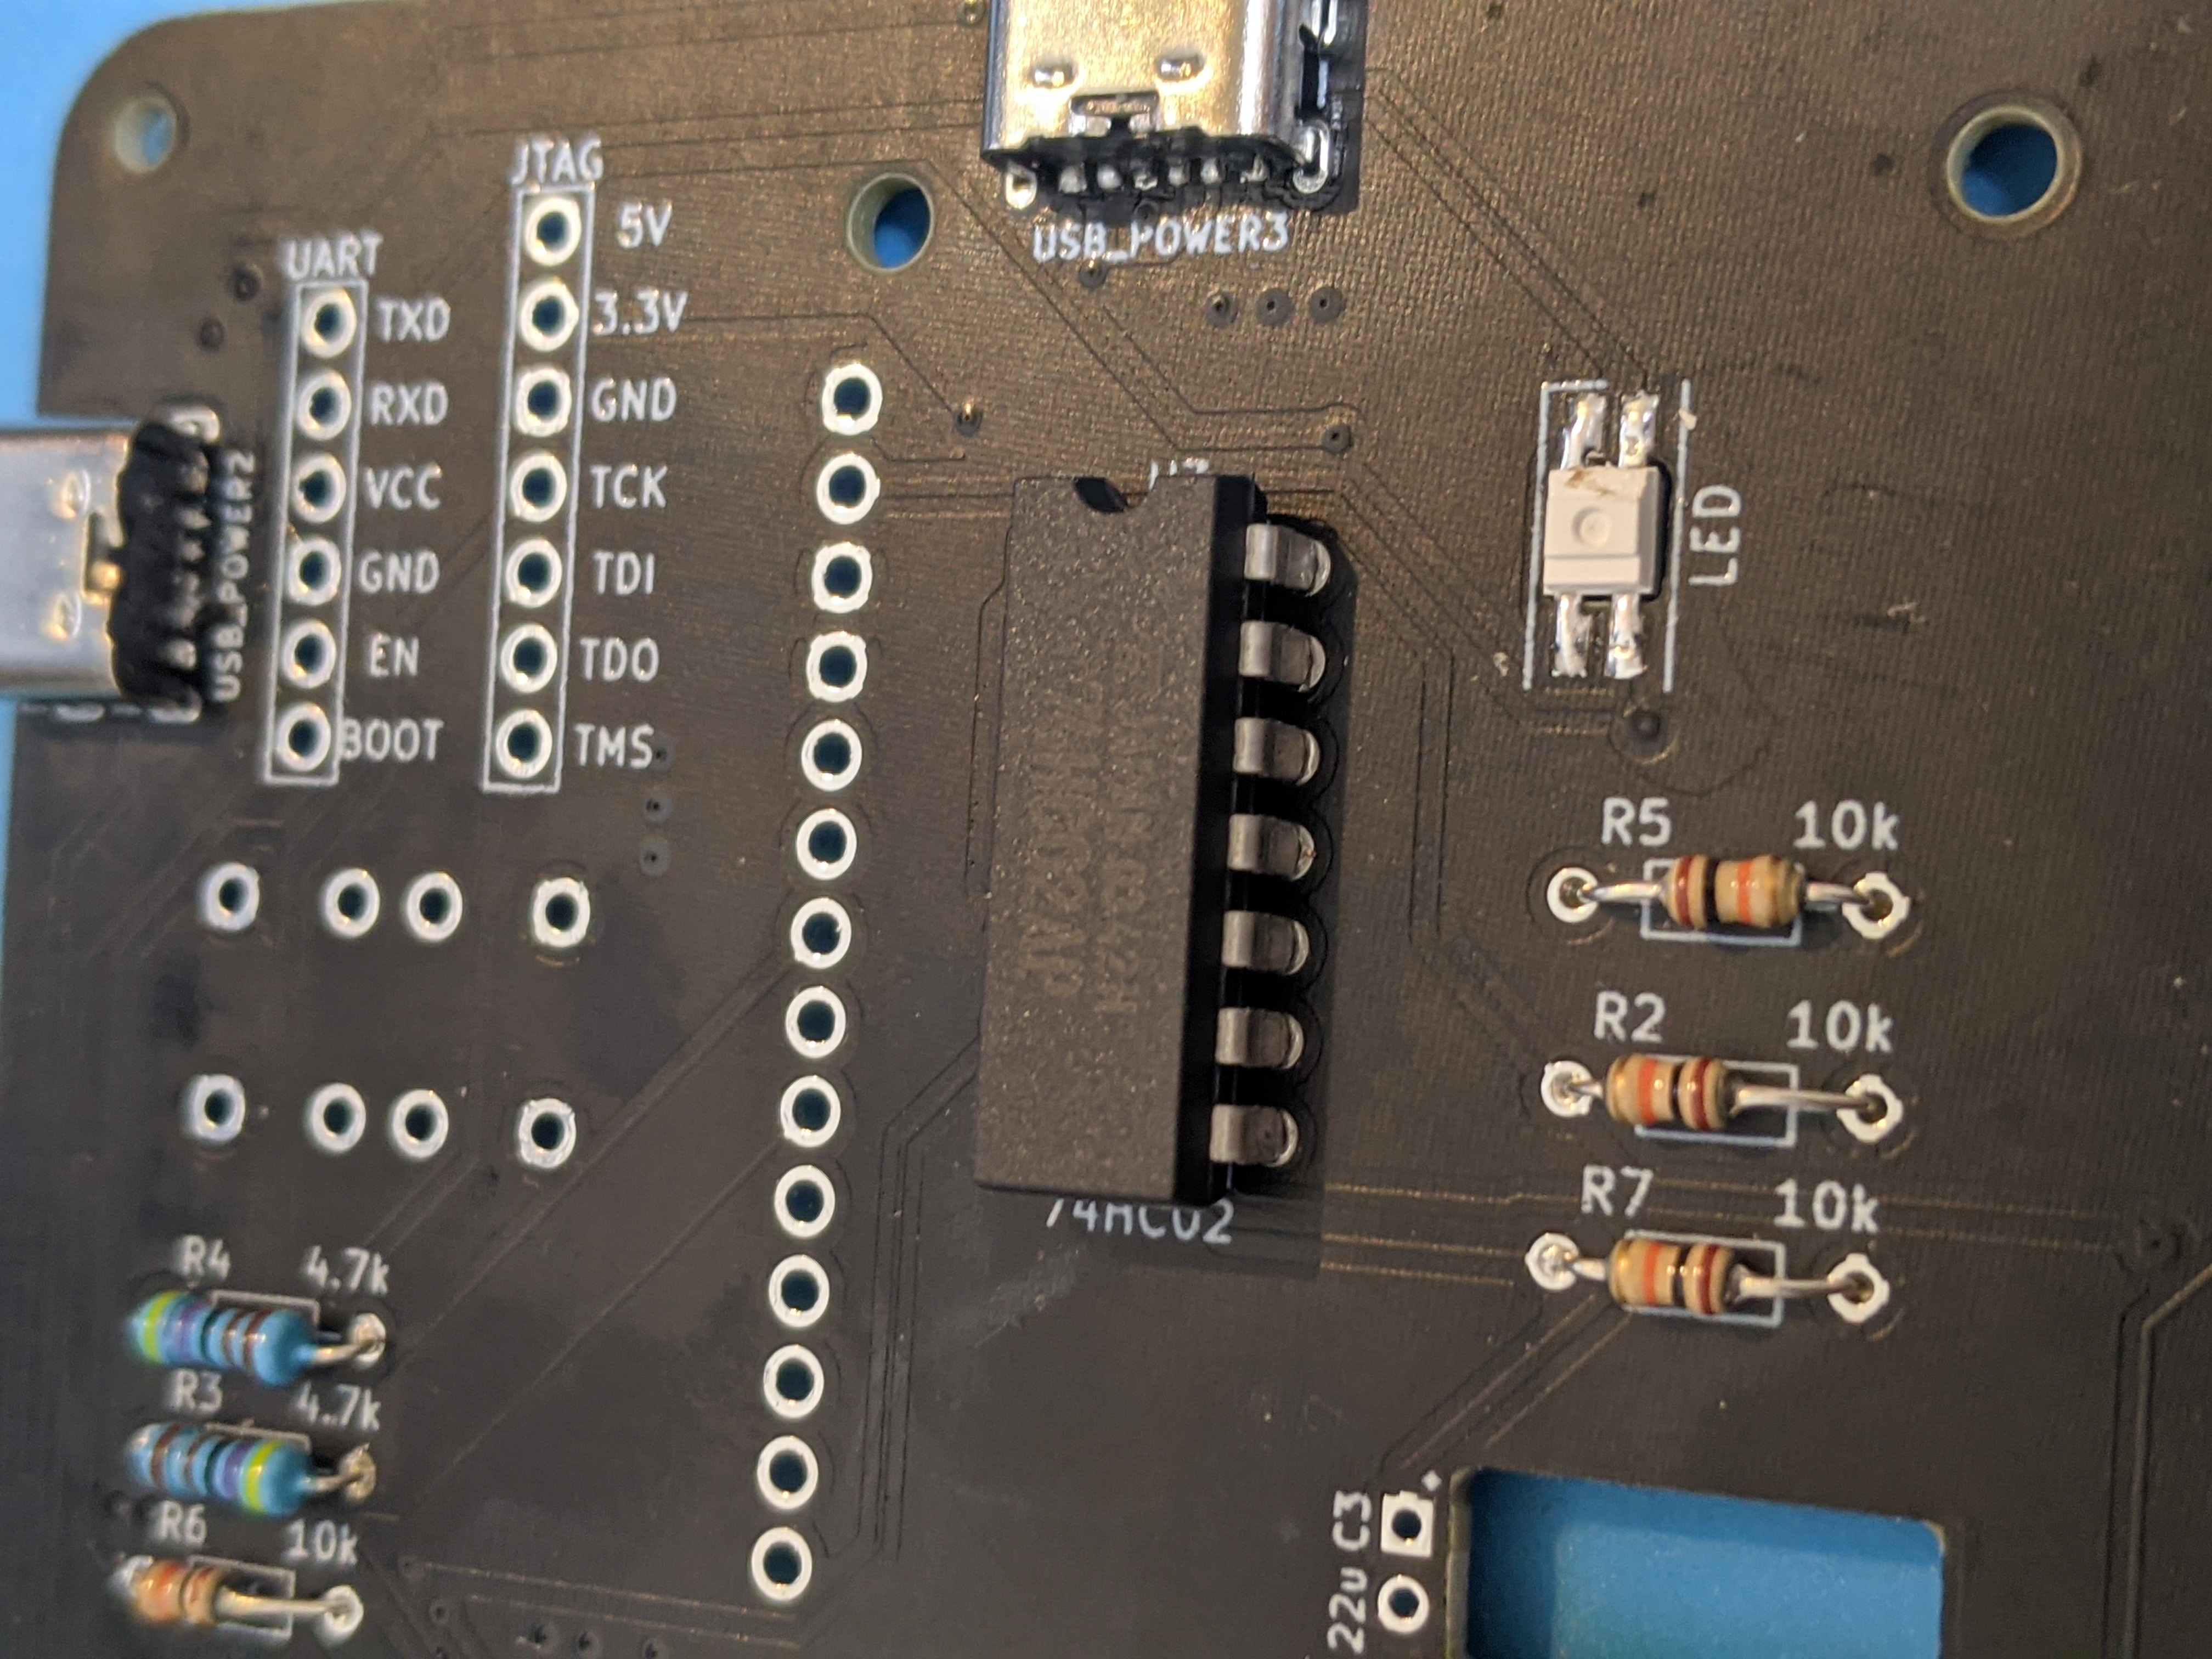 USB_POWER2
R6
R3
R4
10k
4.7k
4.7k
UART
BOOT
EN
GND
VCC
RXD
TXD
JTAG
TMS
TDO
TDI
TCK
GND
3.3V
5V
74HC02
USB_POWER3
22u C3
R7
R2
R5
10k
10k
10k
LED